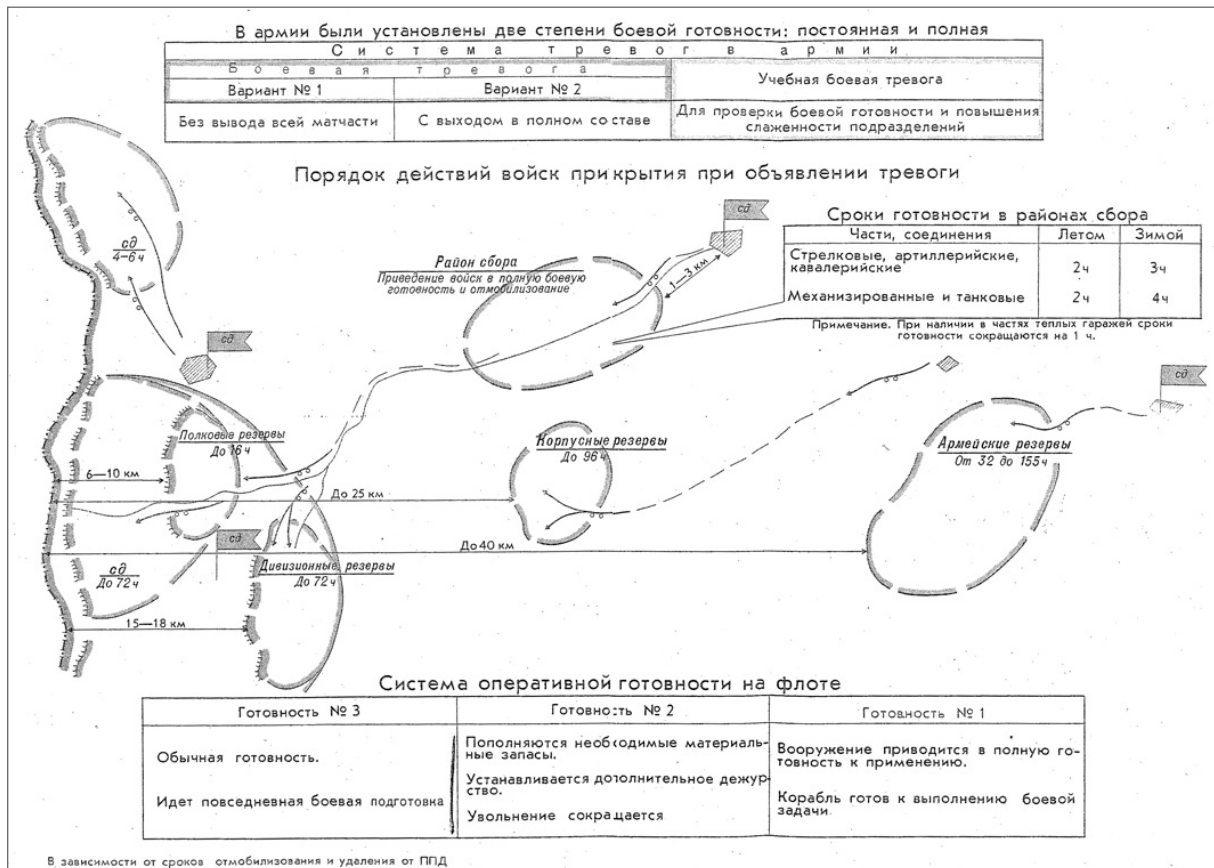 В армии были установлены две степени боевой готовности: постоянная и полная
Система тревог в армии
Боевая тревога
Учебная боевая тревога
Вариант № 1
Вариант № 2
Без вывода всей матчасти
С выходом в полном составе
Для проверки боевой готовности и повышения
слаженности подразделений
Порядок действий войск прикрытия при объявлении тревоги
сд
4–6 ч
сд
Район сбора
Приведение войск в полную боевую
готовность и отмобилизование
сд
1–3 км
Сроки готовности в районах сбора
Части, соединения
Летом
Зимой
Стрелковые, артиллерийские,
кавалерийские
2ч
3ч
Механизированные и танковые
2ч
4ч
Примечание. При наличии в частях теплых гаражей сроки
готовности сокращаются на 1 ч.
сд
Полковые резервы
До 16 ч
Корпусные резервы
До 96 ч
Армейские резервы
От 32 до 155 ч
6–10 км
До 25 км
До 40 км
сд
сд
До 72 ч
Дивизионные резервы
До 72 ч
15–18 км
Система оперативной готовности на флоте
Готовность № 3
Готовность № 2
Готовность № 1
Обычная готовность.
Идет повседневная боевая подготовка
Пополняются необходимые материаль-
ные запасы.
Устанавливается дополнительное дежур-
ство.
Увольнение сокращается
Вооружение приводится в полную го-
товность к применению.
Корабль готов к выполнению боевой
задачи
В зависимости от сроков отмобилизования и удаления от ППД